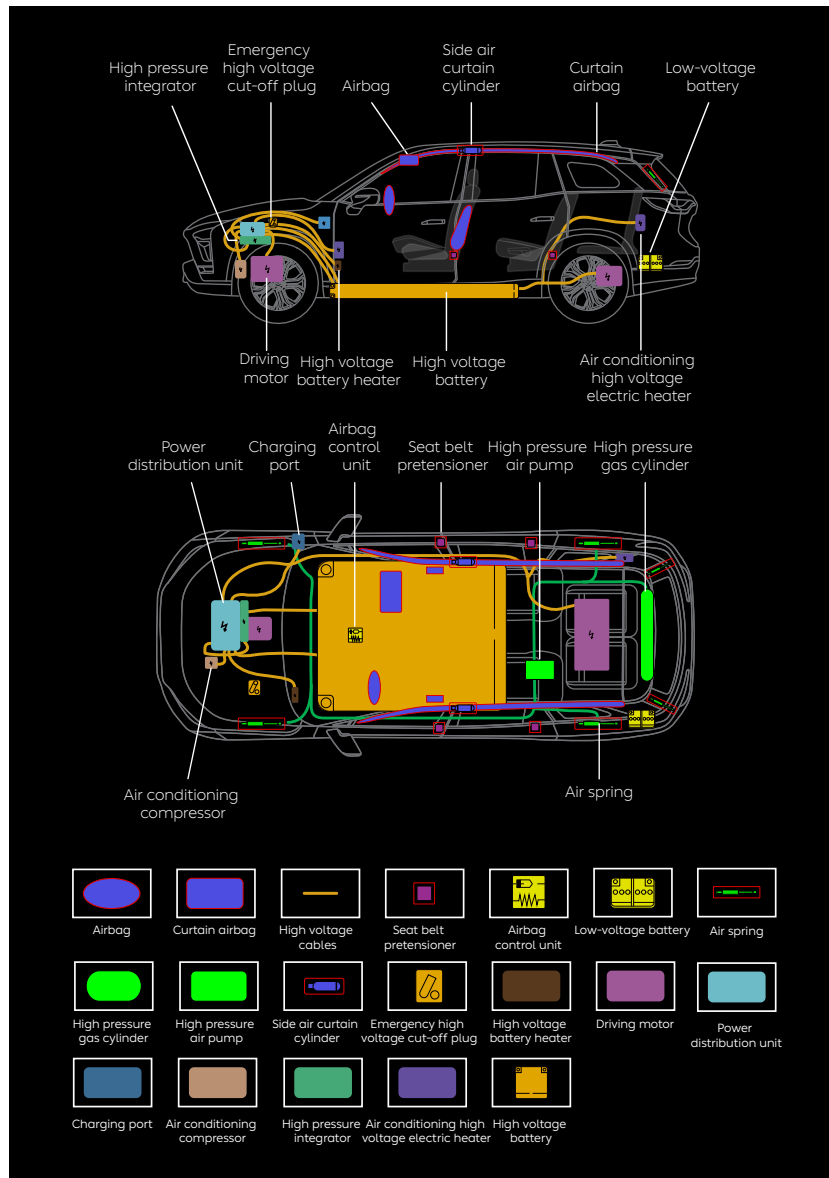 Emergency
high voltage
cut-off plug
High pressure
integrator
Airbag
Side air
curtain
cylinder
Curtain
airbag
Low-voltage
battery
Driving
motor
High voltage
battery heater
High voltage
battery
Air conditioning
high voltage
electric heater
Power
distribution unit
Charging
port
Airbag
control
unit
Seat belt
pretensioner
High pressure
air pump
High pressure
gas cylinder
Air conditioning
compressor
Air spring
Airbag
Curtain airbag
High voltage
cables
Seat belt
pretensioner
Airbag
control unit
Low-voltage battery
Air spring
High pressure
gas cylinder
High pressure
air pump
Side air curtain
cylinder
Emergency high
voltage cut-off plug
High voltage
battery heater
Driving motor
Power
distribution unit
Charging port
Air conditioning
compressor
High pressure
integrator
Air conditioning high
voltage electric heater
High voltage
battery